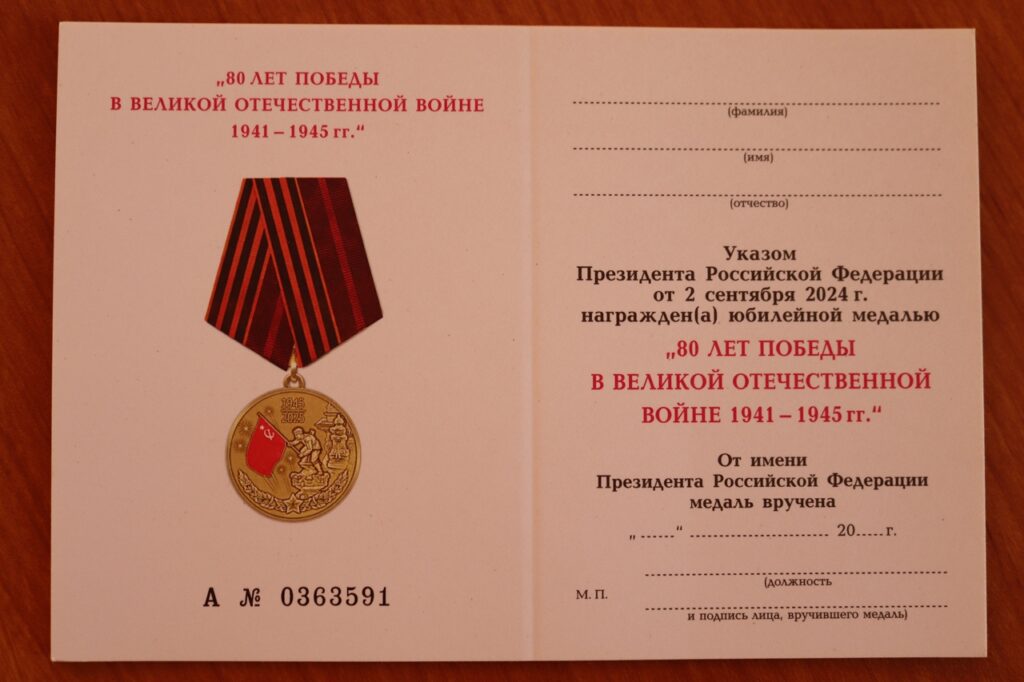 „80 ЛЕТ ПОБЕДЫ
В ВЕЛИКОЙ ОТЕЧЕСТВЕННОЙ ВОЙНЕ
1941 – 1945 гг.“
1945
2025
А № 0363591
(фамилия)
(имя)
(отчество)
Указом
Президента Российской Федерации
от 2 сентября 2024 г.
награжден(а) юбилейной медалью
„80 ЛЕТ ПОБЕДЫ
В ВЕЛИКОЙ ОТЕЧЕСТВЕННОЙ
ВОЙНЕ 1941 – 1945 гг.“
От имени
Президента Российской Федерации
медаль вручена
„ ...... “ ........................ 20.....г.
(должность
М. П.
и подпись лица, вручившего медаль)